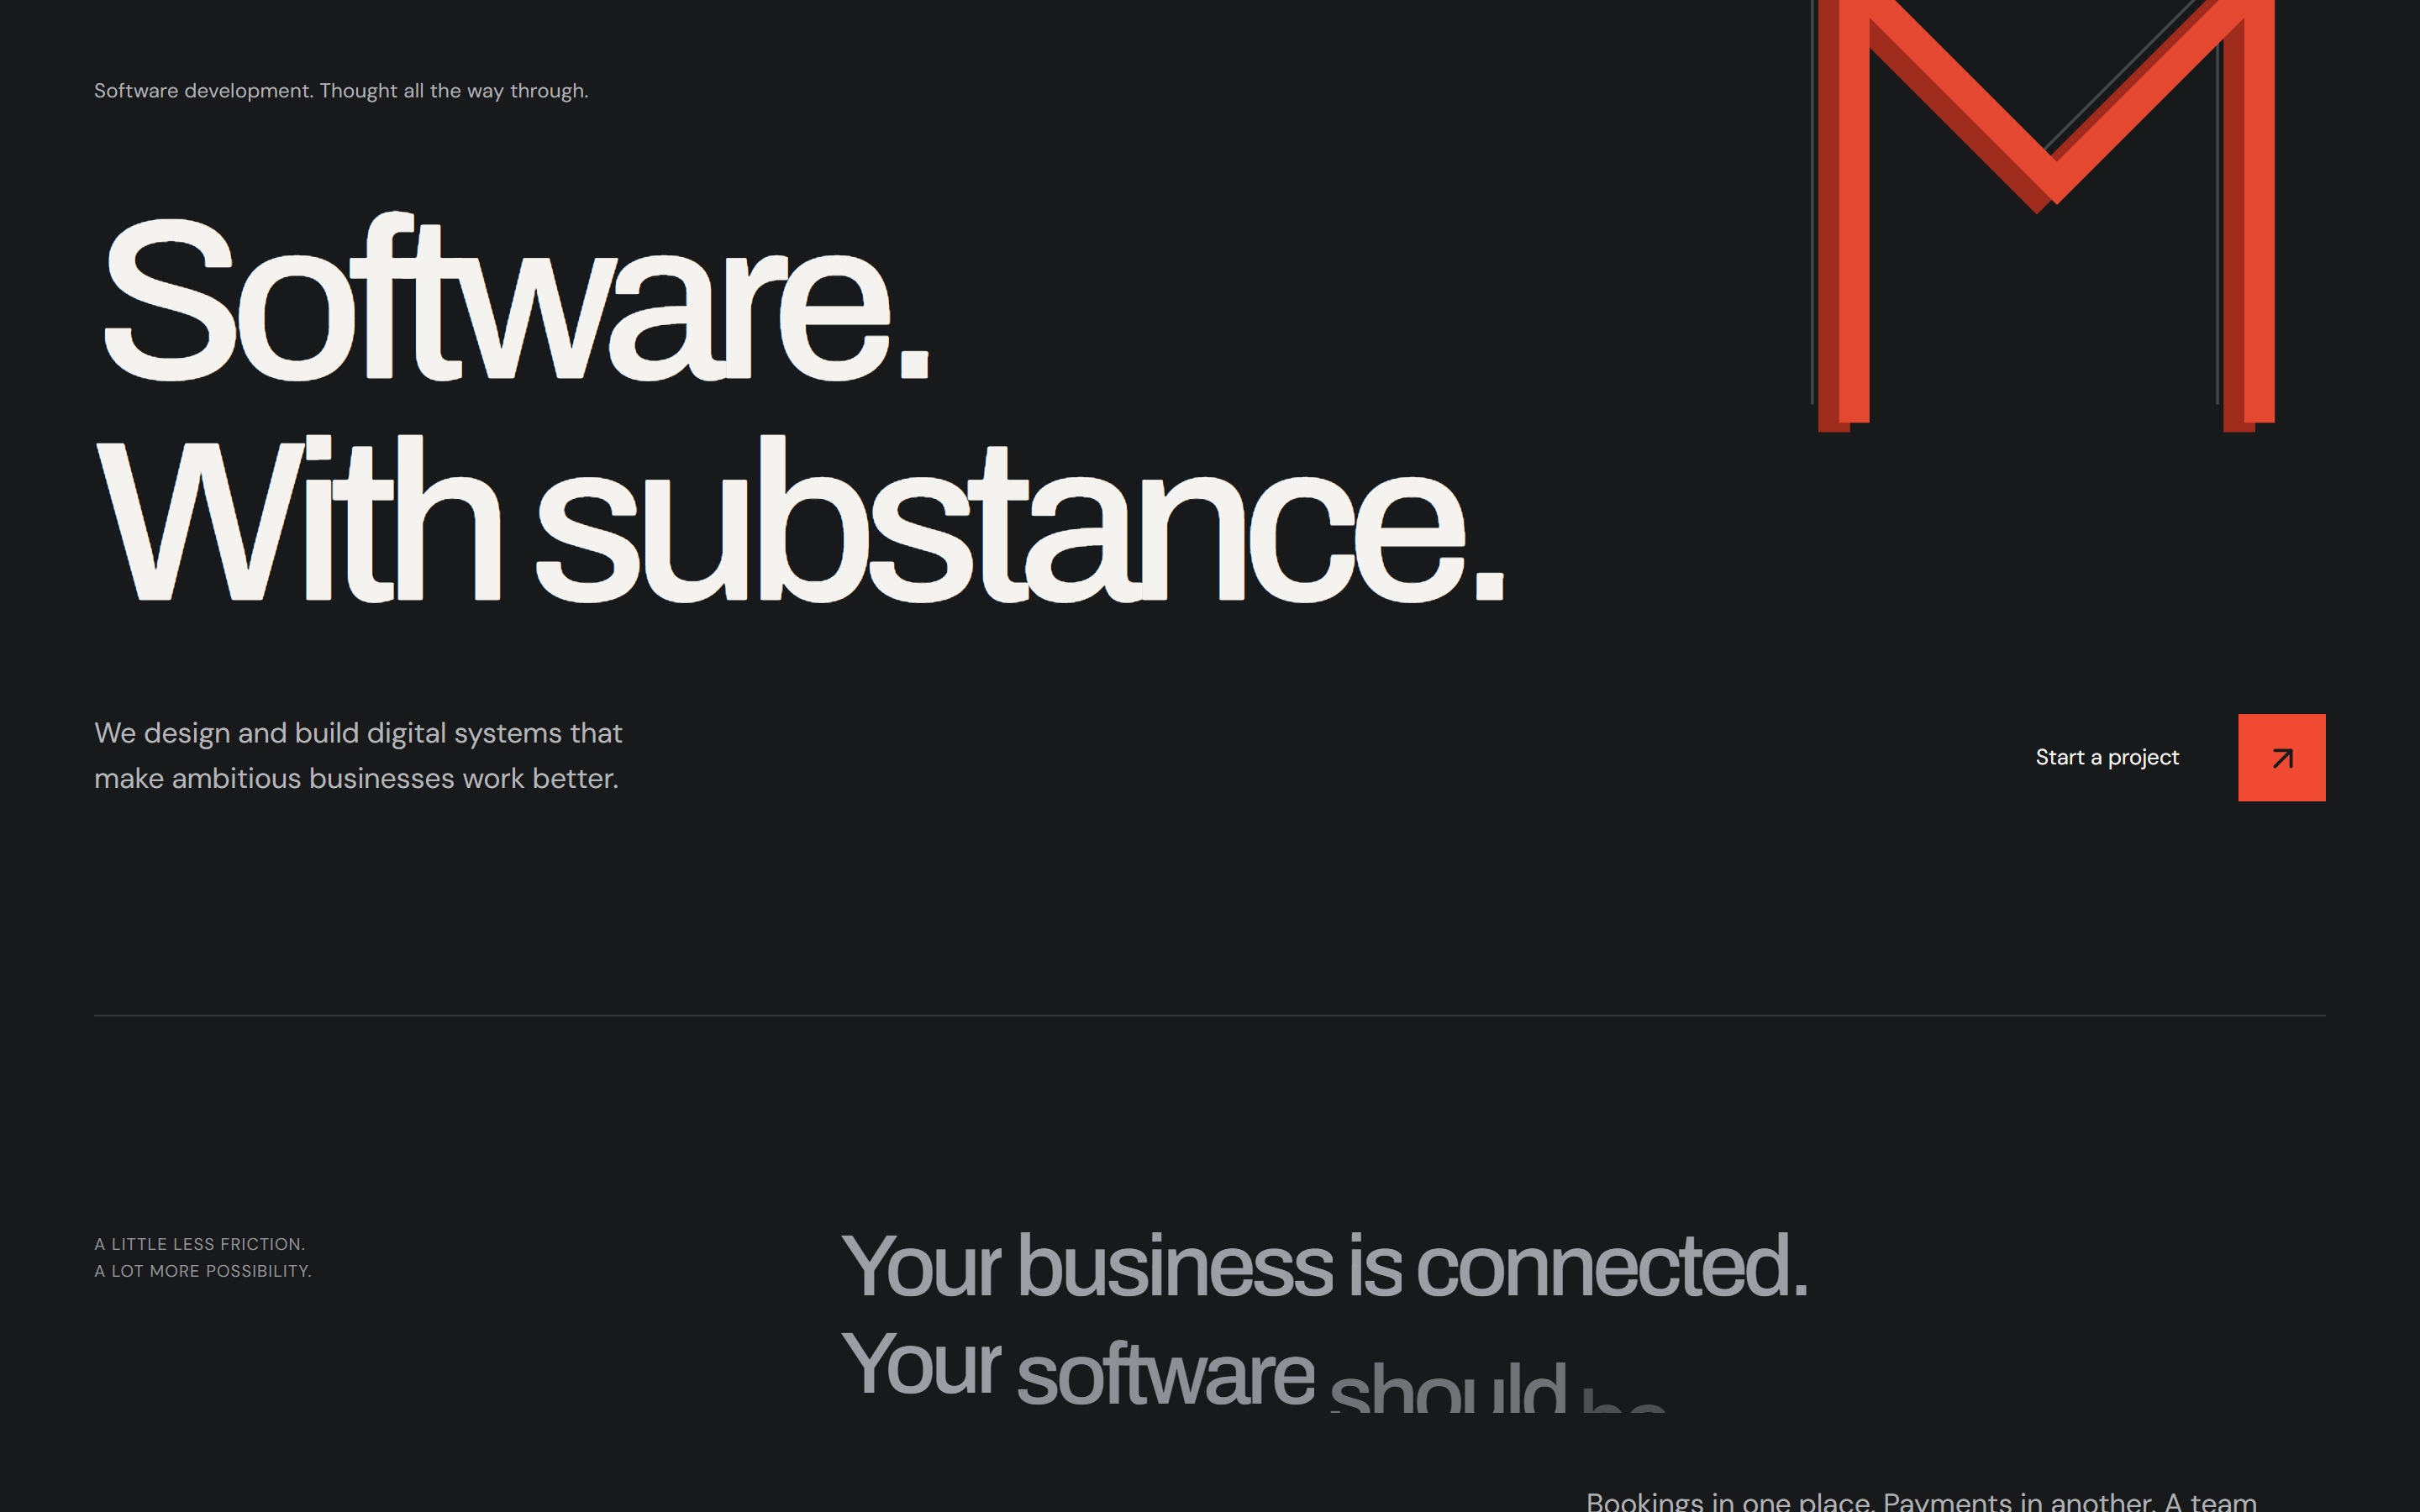 Software development. Thought all the way through.
M
Software.
With substance.
We design and build digital systems that
make ambitious businesses work better.
Start a project
A LITTLE LESS FRICTION.
A LOT MORE POSSIBILITY.
Your business is connected.
Your software should be
Bookings in one place. Payments in another. A team